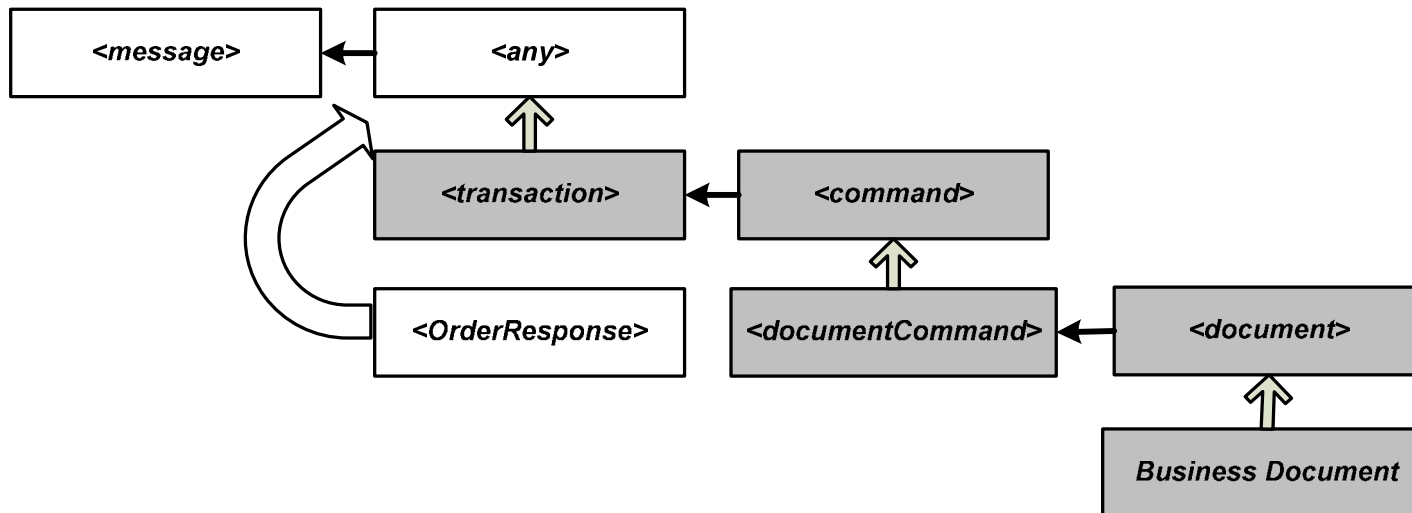 <message>
<any>
<transaction>
<command>
<OrderResponse>
<documentCommand>
<document>
Business Document